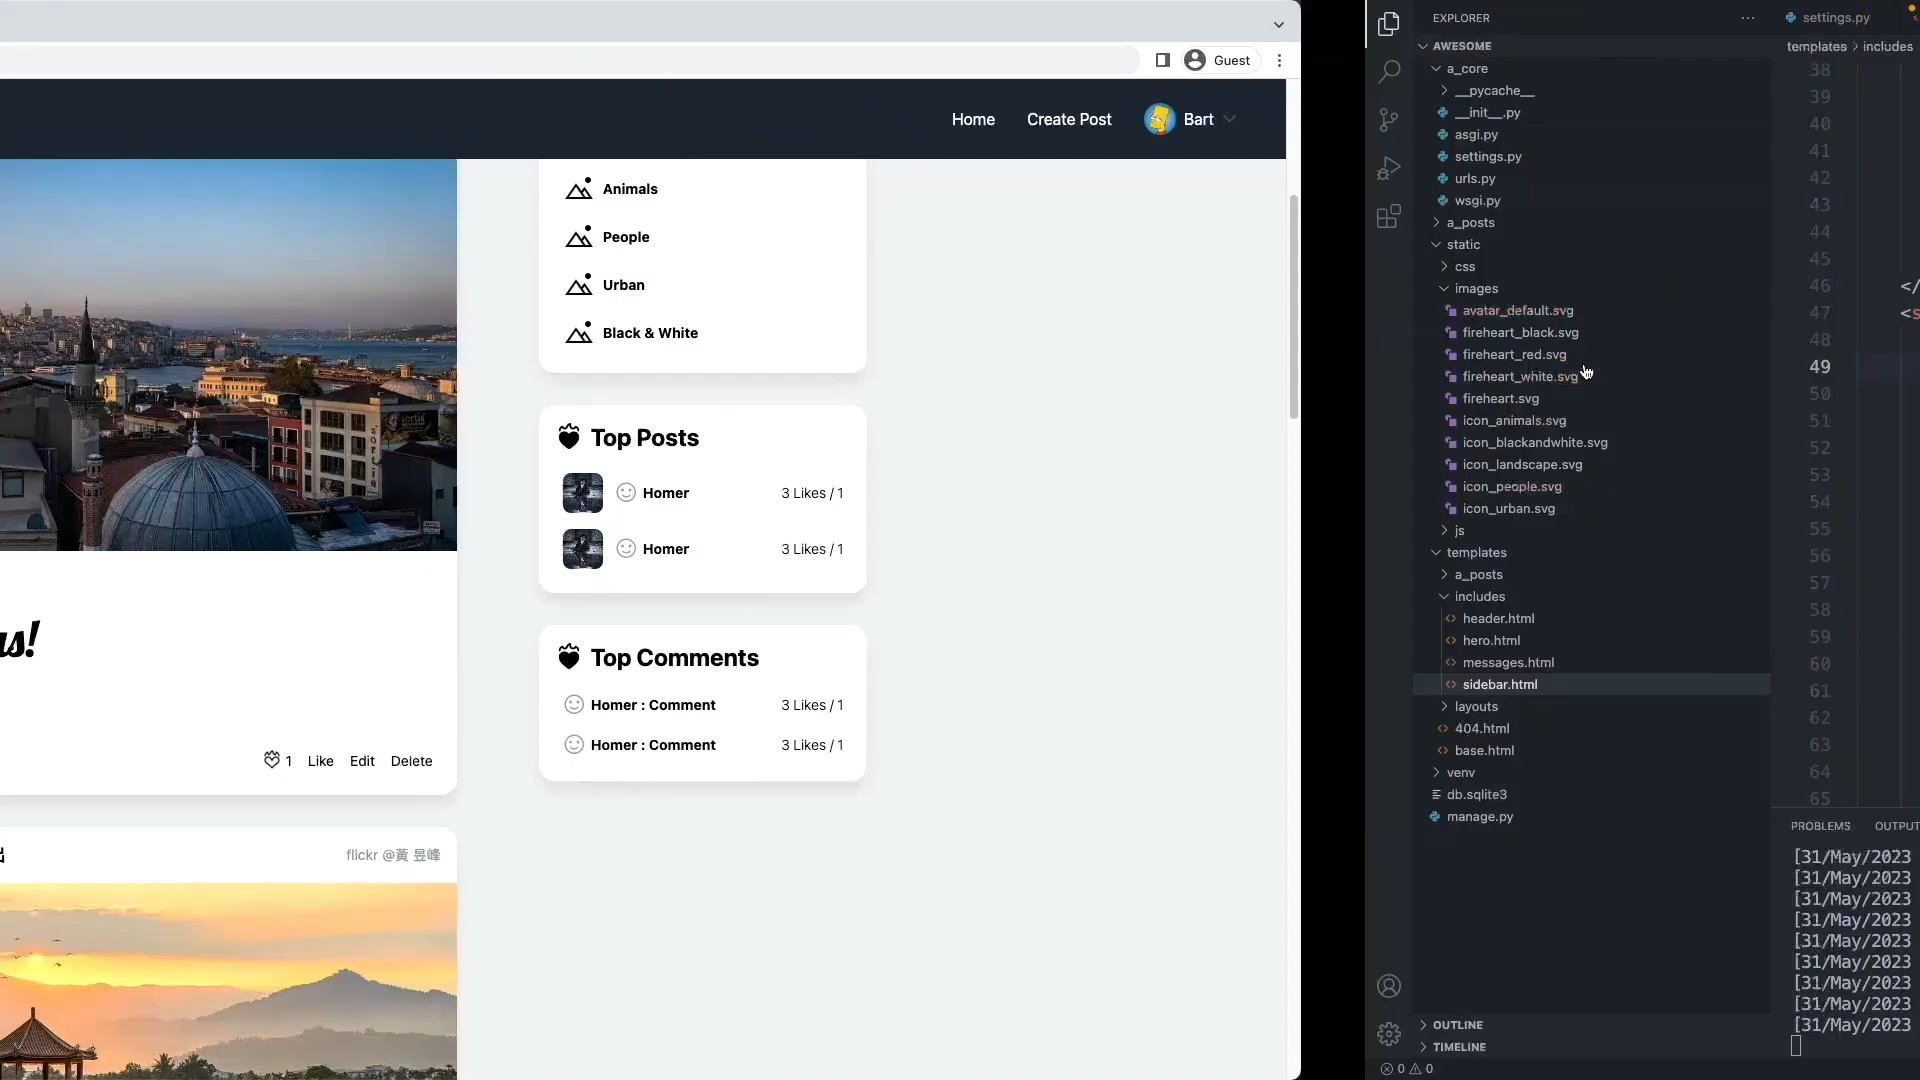 Guest
Home
Create Post
Bart
Animals
People
Urban
Black & White
Top Posts
Homer
3 Likes / 1
Homer
3 Likes / 1
Top Comments
Homer : Comment
3 Likes / 1
Homer : Comment
3 Likes / 1
s!
1
Like
Edit
Delete
flickr @黃 昱峰
EXPLORER
AWESOME
a_core
__pycache__
__init__.py
asgi.py
settings.py
urls.py
wsgi.py
a_posts
static
css
images
avatar_default.svg
fireheart_black.svg
fireheart_red.svg
fireheart_white.svg
fireheart.svg
icon_animals.svg
icon_blackandwhite.svg
icon_landscape.svg
icon_people.svg
icon_urban.svg
js
templates
a_posts
includes
header.html
hero.html
messages.html
sidebar.html
layouts
404.html
base.html
venv
db.sqlite3
manage.py
OUTLINE
TIMELINE
0
0
settings.py
templates > includes
38
39
40
41
42
43
44
45
46 </
47 <s
48
49
50
51
52
53
54
55
56
57
58
59
60
61
62
63
64
65
PROBLEMS
OUTPUT
[31/May/2023
[31/May/2023
[31/May/2023
[31/May/2023
[31/May/2023
[31/May/2023
[31/May/2023
[31/May/2023
[31/May/2023